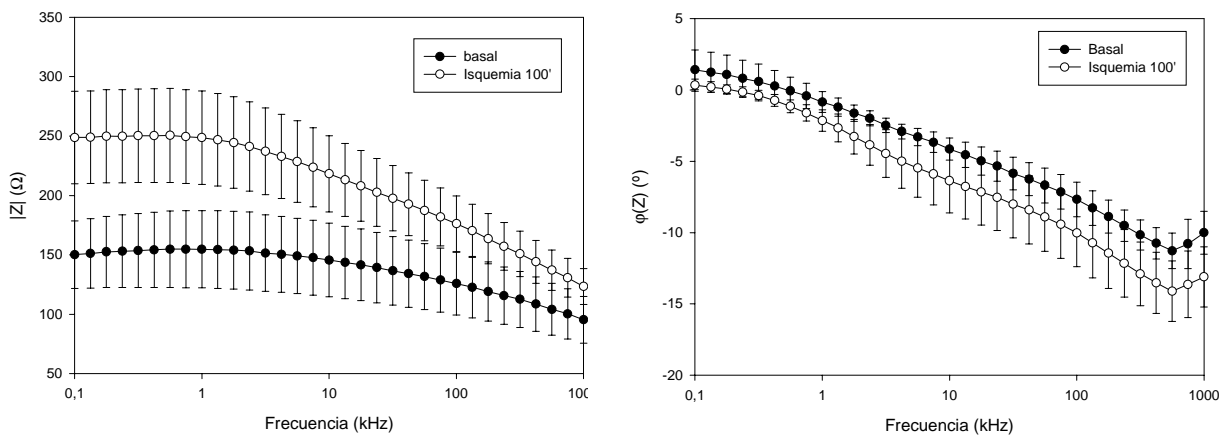 350
300
250
200
150
100
50
|Z| (Ω)
basal
Isquemia 100'
0,1
1
10
100
100
Frecuencia (kHz)
5
0
-5
-10
-15
-20
φ(Z) (º)
Basal
Isquemia 100'
0,1
1
10
100
1000
Frecuencia (kHz)